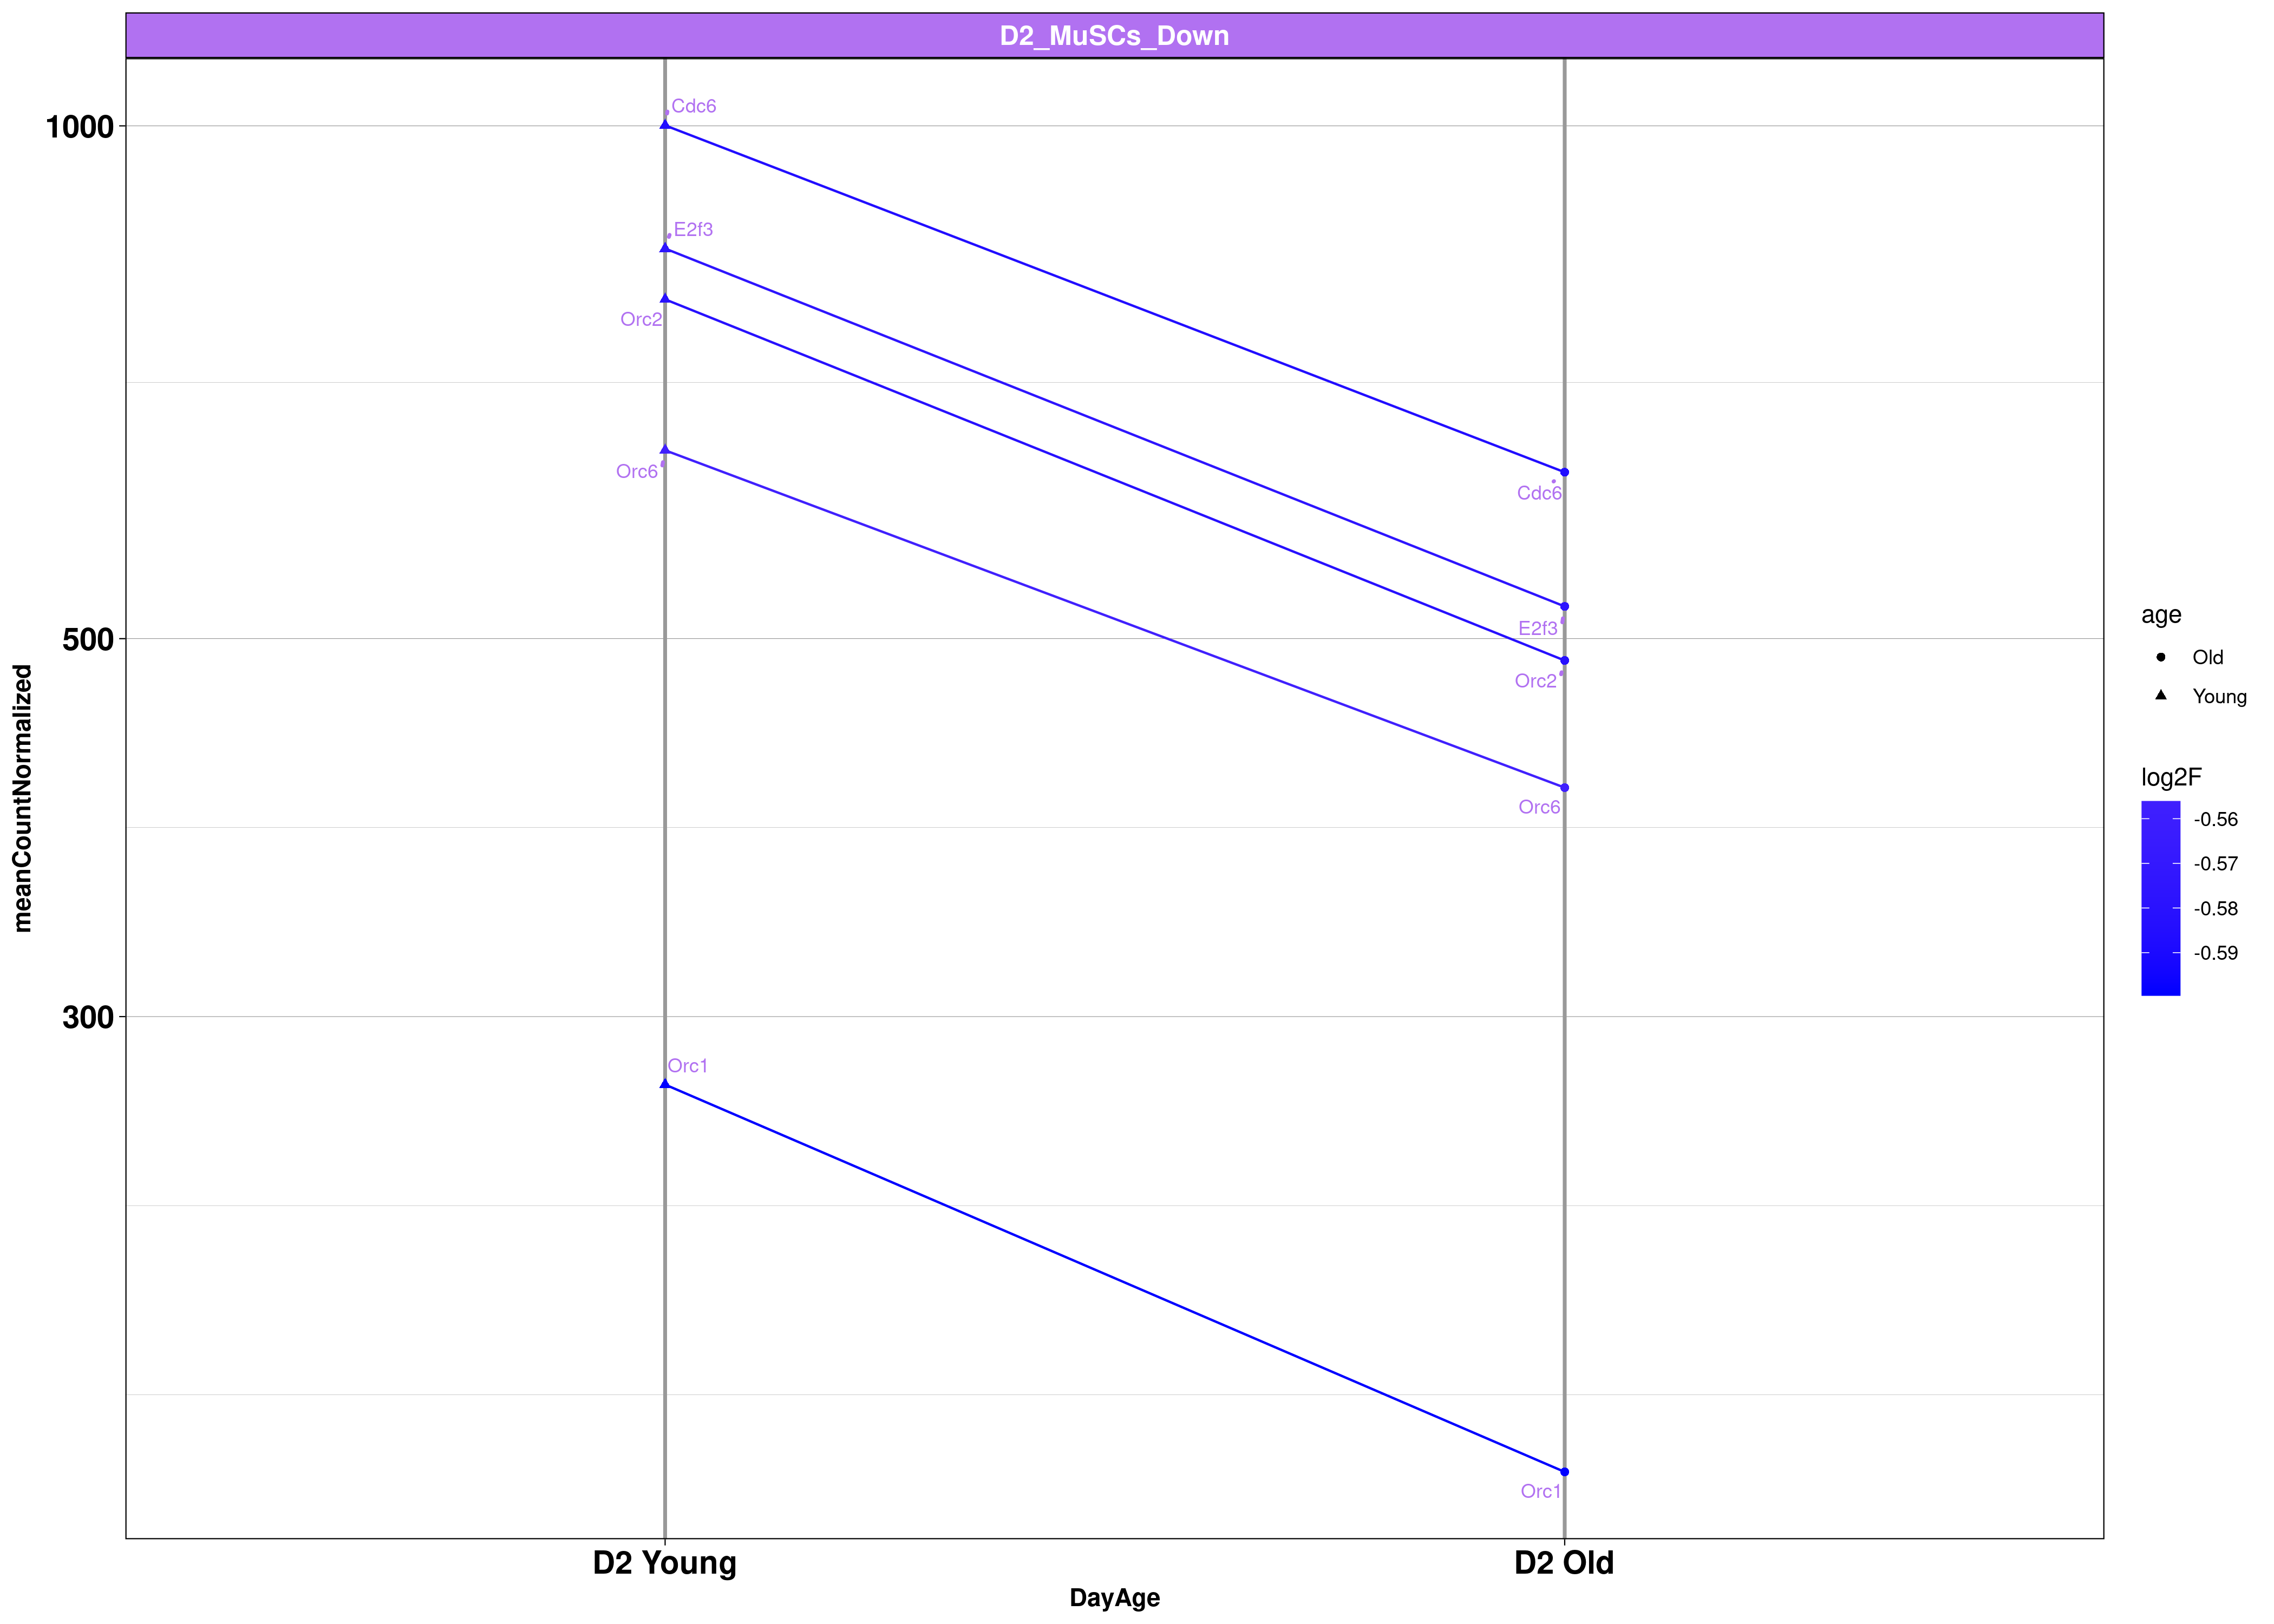 D2_MuSCs_Down
1000
500
300
meanCountNormalized
Cdc6
E2f3
Orc2
Orc6
Orc1
Cdc6
E2f3
Orc2
Orc6
Orc1
D2 Young
D2 Old
DayAge
age
Old
Young
log2F
-0.56
-0.57
-0.58
-0.59